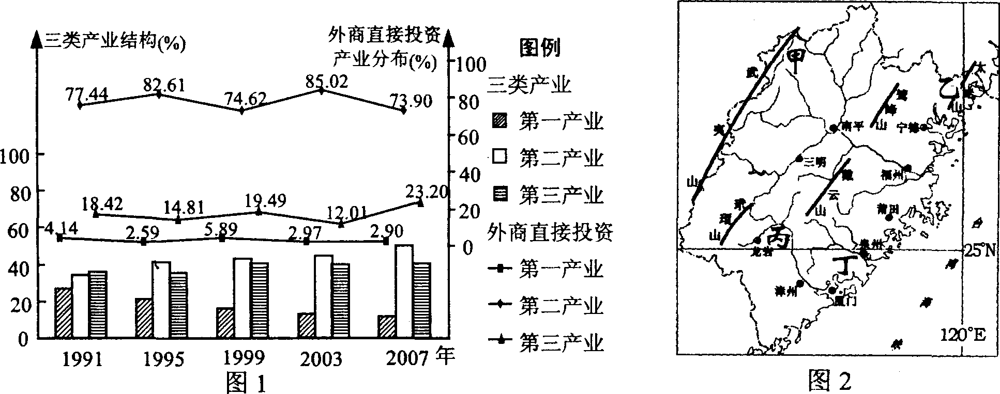 三类产业结构(%)
外商直接投资
产业分布(%)
图例
三类产业
第一产业
第二产业
第三产业
外商直接投资
第一产业
第二产业
第三产业
100
80
60
40
20
0
100
80
60
40
20
0
77.44
82.61
74.62
85.02
73.90
18.42
14.81
19.49
12.01
23.20
4.14
2.59
5.89
2.97
2.90
1991
1995
1999
2003
2007
年
图1
甲
武
夷
山
乙
太
山
山
南平
宁德
三明
福州
云
山
山
莆田
丙
龙岩
泉州
25°N
丁
漳州
厦门
台
湾
海
峡
120°E
图2